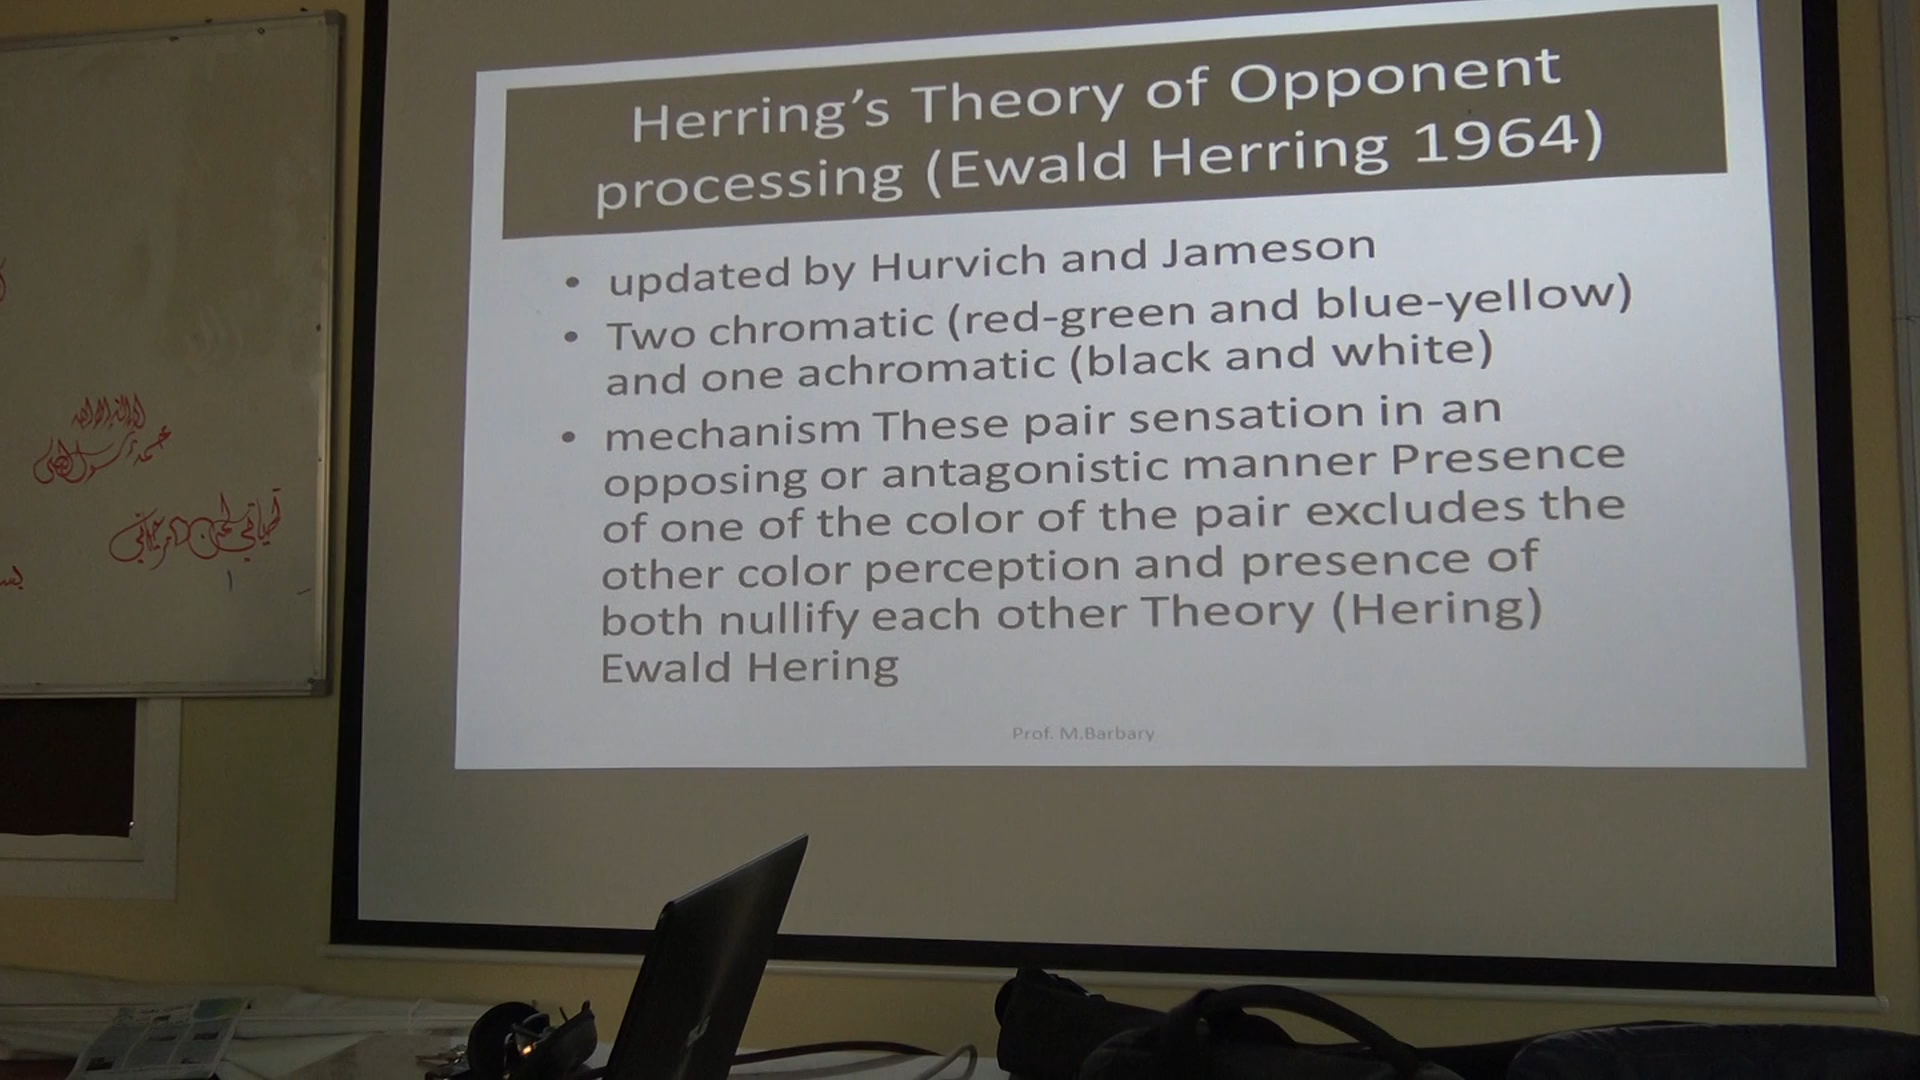 Herring’s Theory of Opponent
processing (Ewald Herring 1964)
• updated by Hurvich and Jameson
• Two chromatic (red-green and blue-yellow)
and one achromatic (black and white)
• mechanism These pair sensation in an
opposing or antagonistic manner Presence
of one of the color of the pair excludes the
other color perception and presence of
both nullify each other Theory (Hering)
Ewald Hering
Prof. M.Barbary